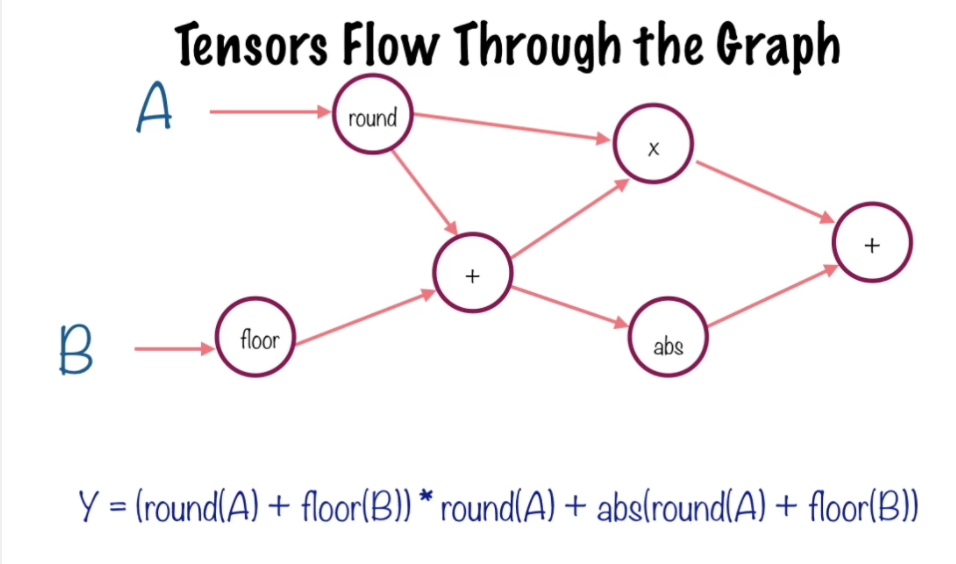 Tensors Flow Through the Graph
A
round
x
+
+
B
floor
abs
Y = (round(A) + floor(B)) * round(A) + abs(round(A) + floor(B))